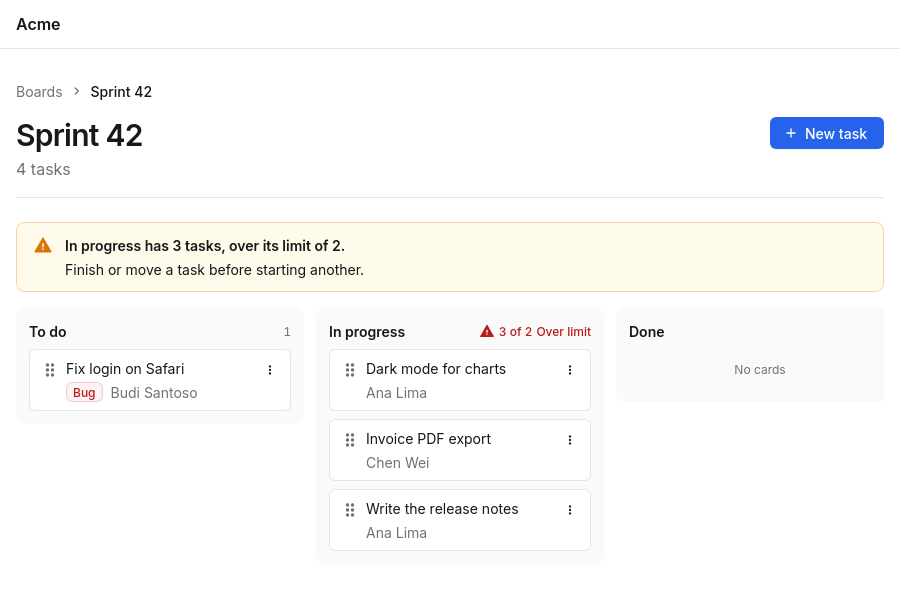 Acme
Boards Sprint 42
Sprint 42
New task
4 tasks
In progress has 3 tasks, over its limit of 2.
Finish or move a task before starting another.
To do 1
Fix login on Safari
Bug Budi Santoso
In progress 3 of 2 Over limit
Dark mode for charts
Ana Lima
Invoice PDF export
Chen Wei
Write the release notes
Ana Lima
Done
No cards